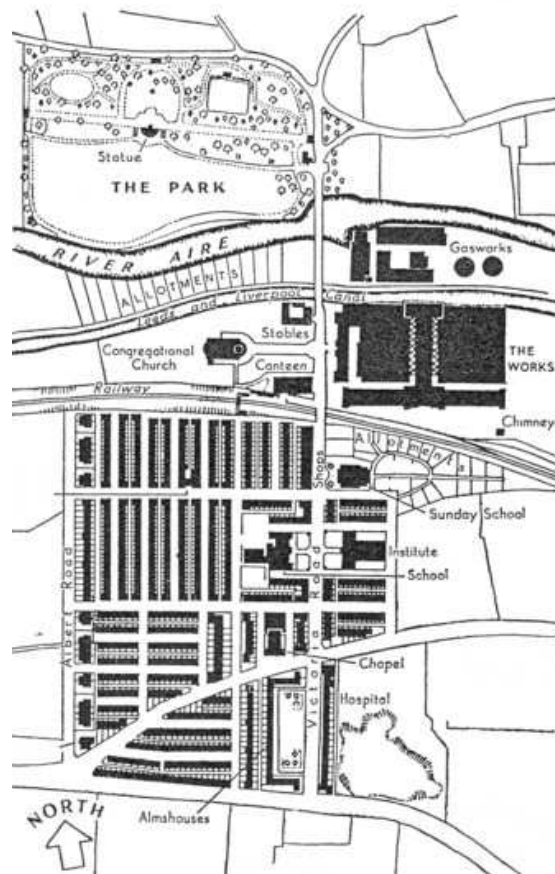 Statue
THE PARK
RIVER AIRE
Gasworks
ALLOTMENTS
Leeds and Liverpool Canal
Stables
Congregational
Church
Canteen
THE
WORKS
Railway
Chimney
Allotments
Shops
Sunday School
Institute
School
Albert Road
Victoria Road
Chapel
Hospital
NORTH
Almshouses